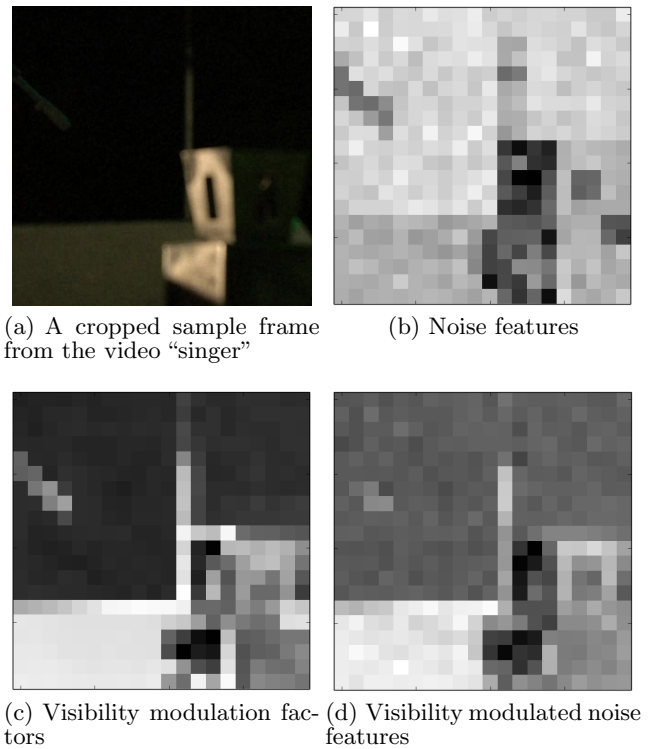 (a) A cropped sample frame
from the video “singer”
(b) Noise features
(c) Visibility modulation fac-
tors
(d) Visibility modulated noise
features